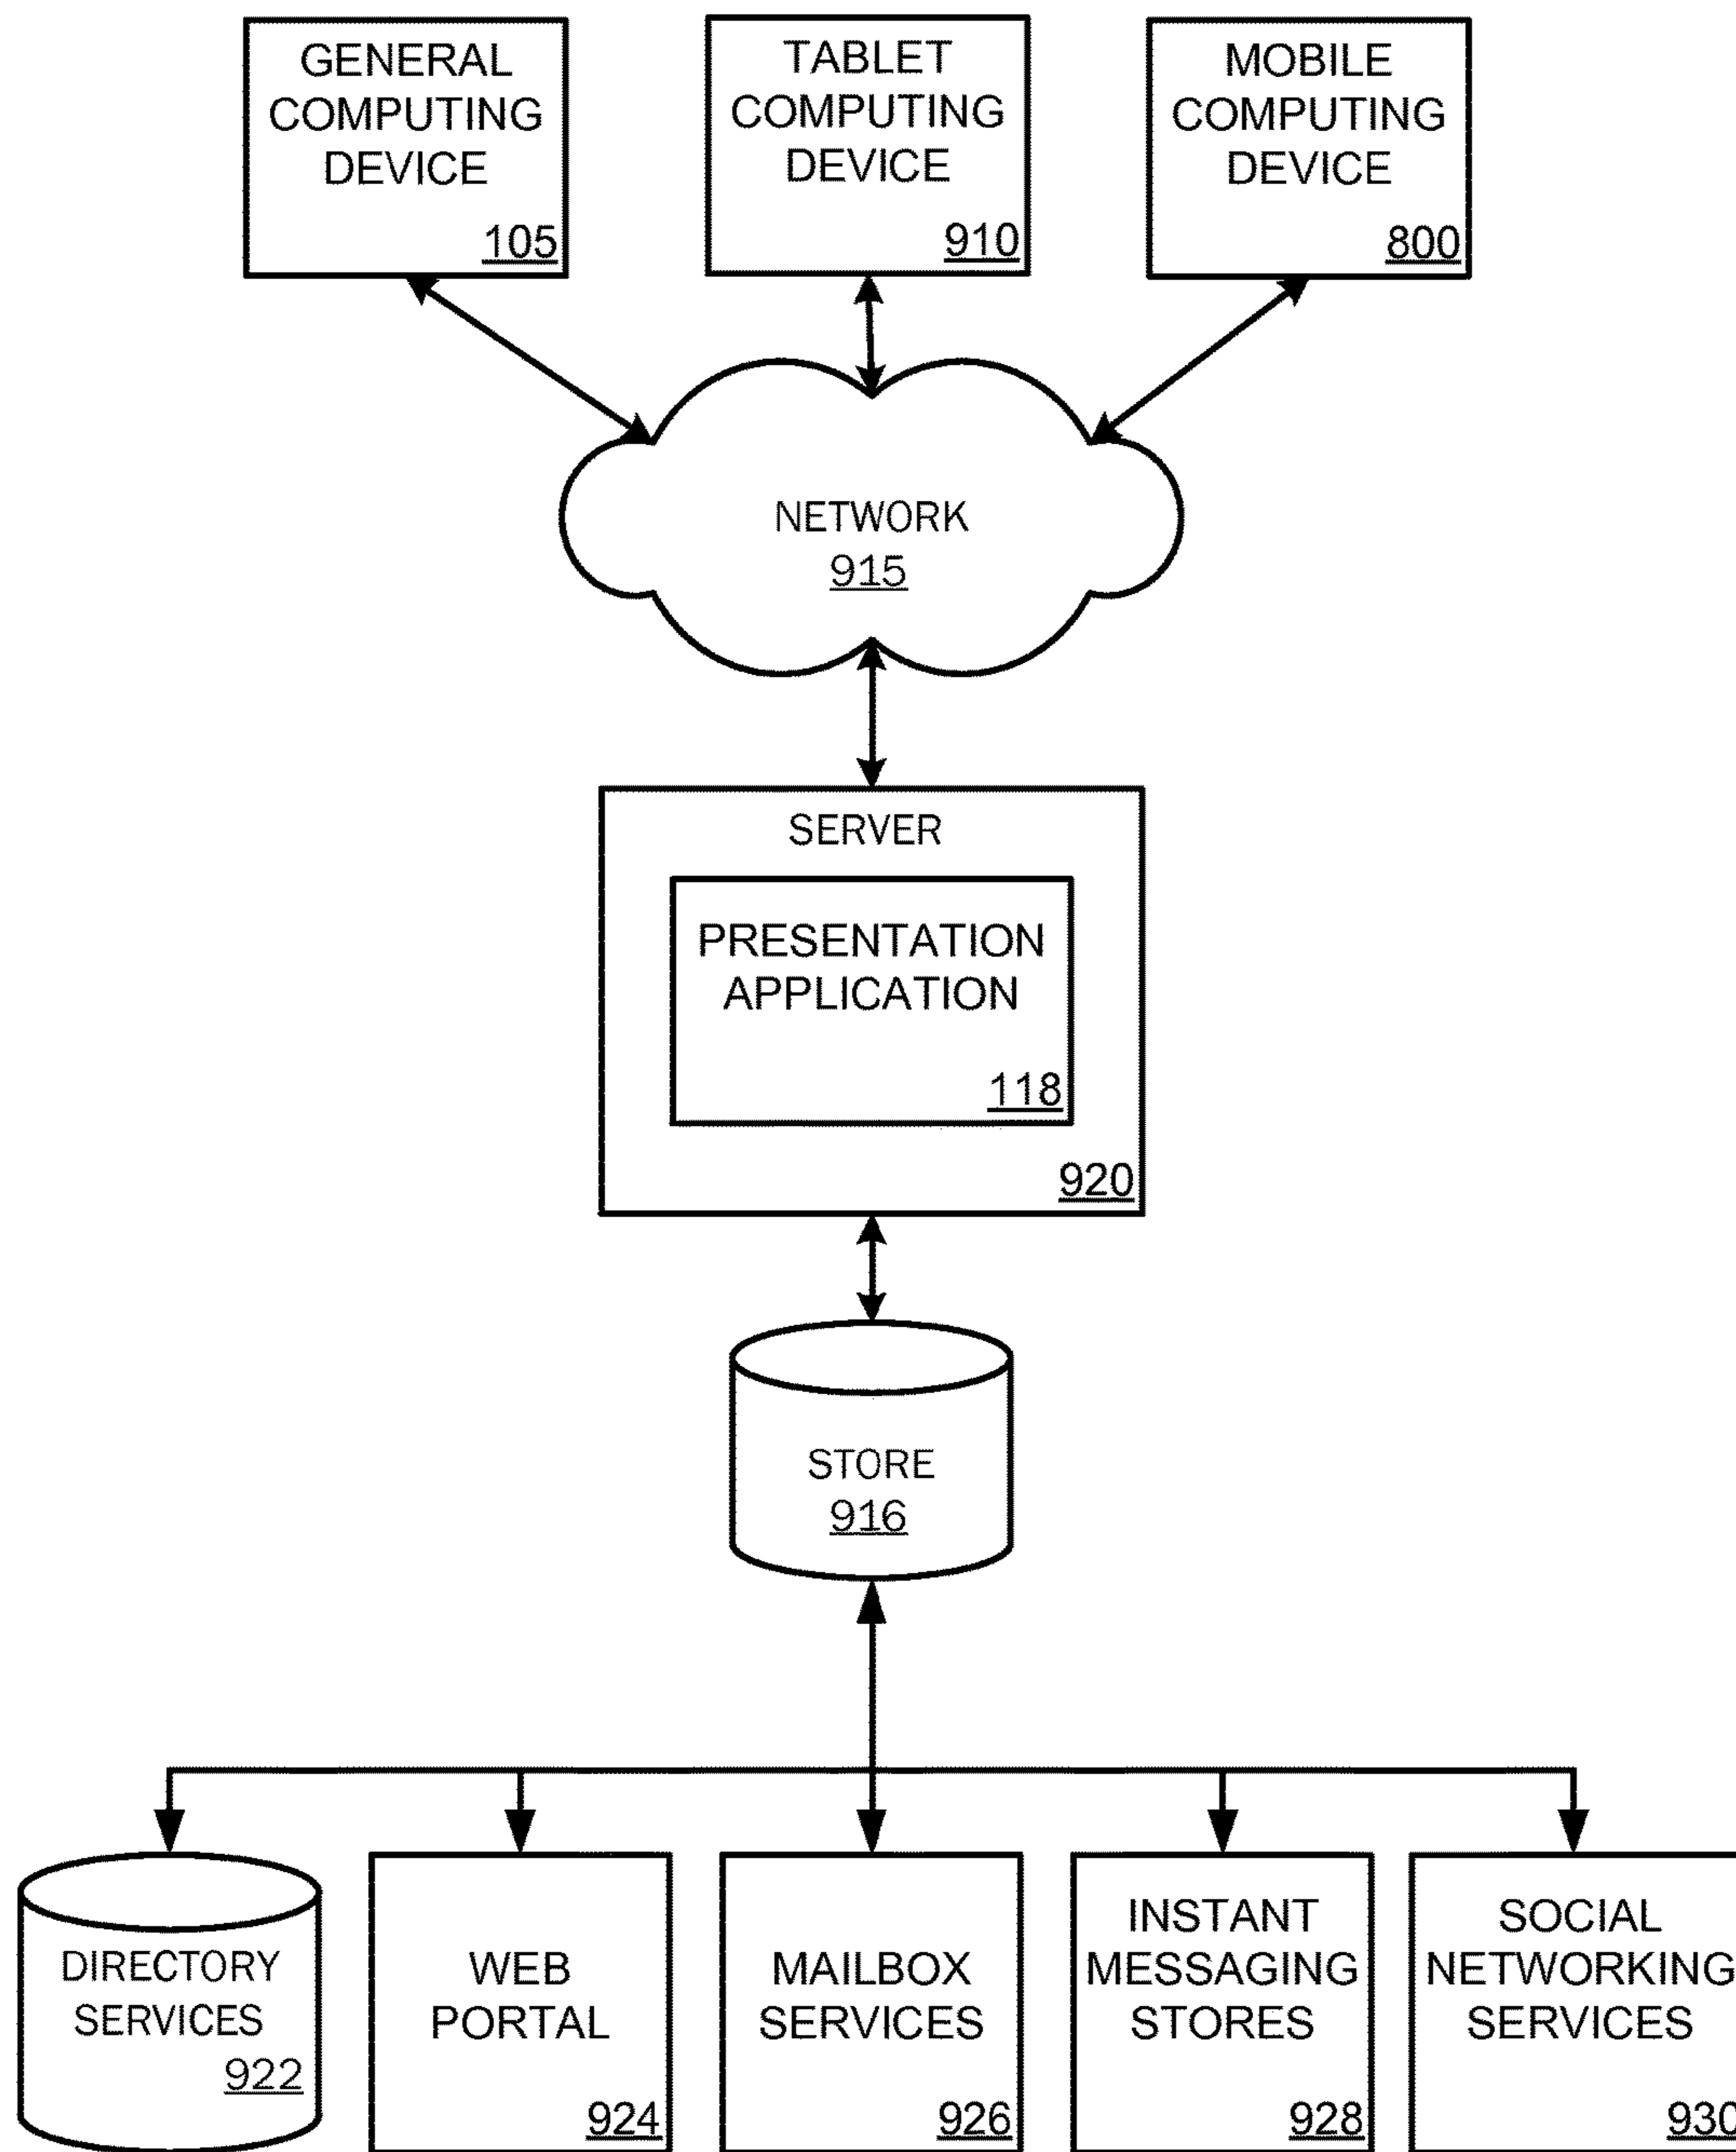 GENERAL
COMPUTING
DEVICE
105
TABLET
COMPUTING
DEVICE
910
MOBILE
COMPUTING
DEVICE
800
NETWORK
915
SERVER
PRESENTATION
APPLICATION
118
920
STORE
916
DIRECTORY
SERVICES
922
WEB
PORTAL
924
MAILBOX
SERVICES
926
INSTANT
MESSAGING
STORES
928
SOCIAL
NETWORKING
SERVICES
930